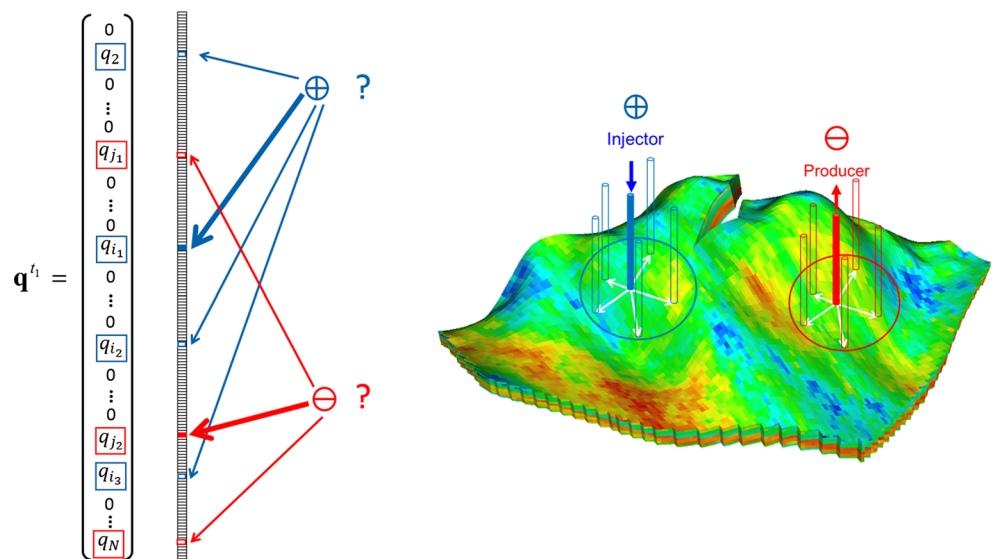 0
q_2
0
⋮
0
q_{j_1}
0
⋮
0
q_{i_1}
0
⋮
0
q_{i_2}
0
⋮
0
q_{j_2}
q_{i_3}
0
⋮
q_N
𝐪^{t_1} =
⊕ ?
⊖ ?
⊕
Injector
⊖
Producer